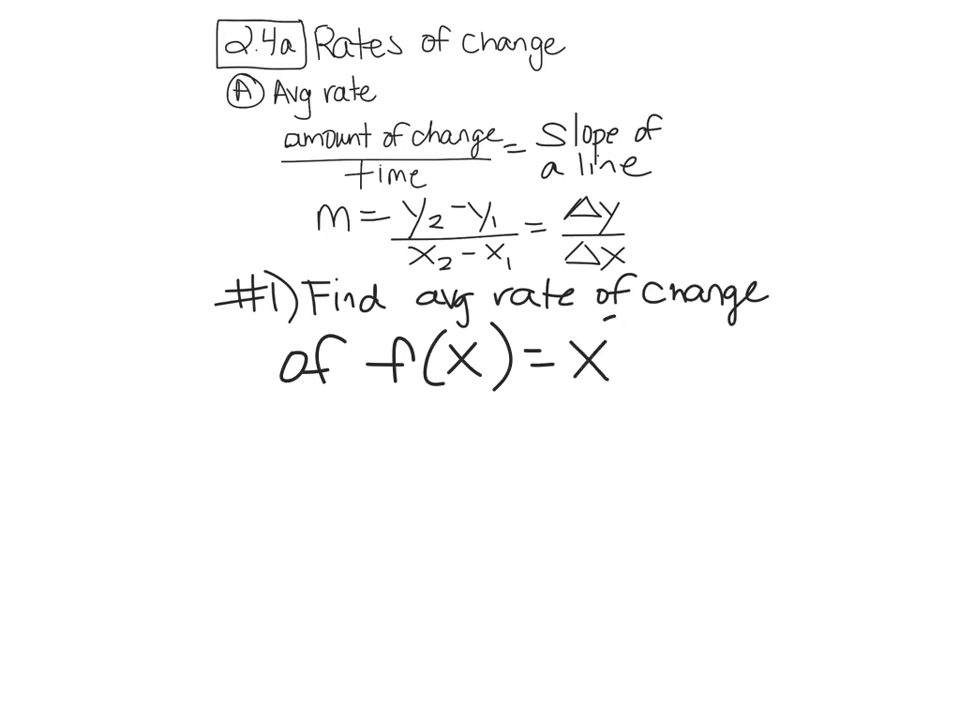 2.4a Rates of change
A Avg rate
amount of change / time = Slope of a line
m = y₂ - y₁ / x₂ - x₁ = Δy / Δx
#1) Find avg rate of change
of f(x) = x